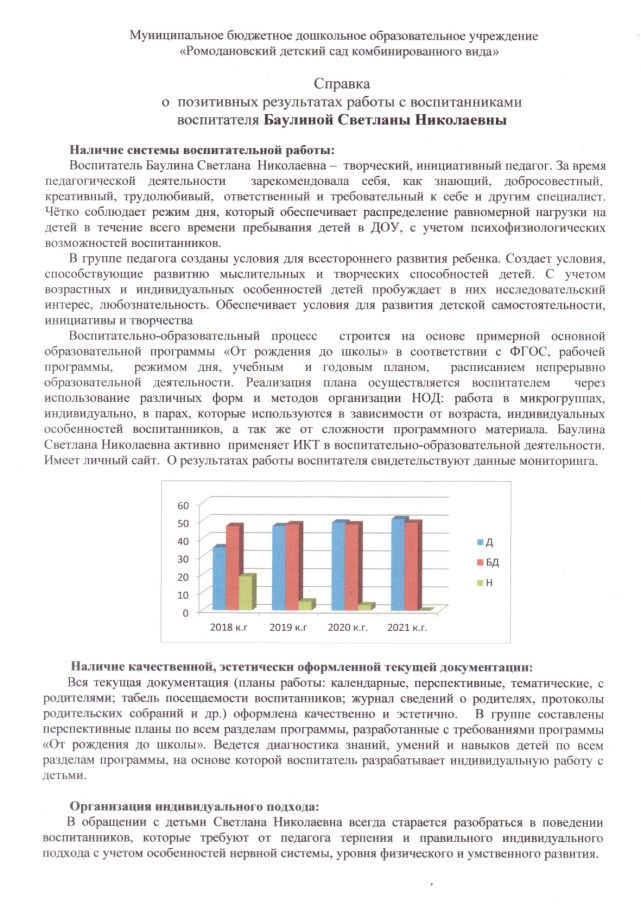 Муниципальное бюджетное дошкольное образовательное учреждение
«Ромодановский детский сад комбинированного вида»
Справка
о позитивных результатах работы с воспитанниками
воспитателя Баулиной Светланы Николаевны
Наличие системы воспитательной работы:
Воспитатель Баулина Светлана Николаевна – творческий, инициативный педагог. За время
педагогической деятельности зарекомендовала себя, как знающий, добросовестный,
креативный, трудолюбивый, ответственный и требовательный к себе и другим специалист.
Чётко соблюдает режим дня, который обеспечивает распределение равномерной нагрузки на
детей в течение всего времени пребывания детей в ДОУ, с учетом психофизиологических
возможностей воспитанников.
В группе педагога созданы условия для всестороннего развития ребенка. Создает условия,
способствующие развитию мыслительных и творческих способностей детей. С учетом
возрастных и индивидуальных особенностей детей пробуждает в них исследовательский
интерес, любознательность. Обеспечивает условия для развития детской самостоятельности,
инициативы и творчества
Воспитательно-образовательный процесс строится на основе примерной основной
образовательной программы «От рождения до школы» в соответствии с ФГОС, рабочей
программы, режимом дня, учебным и годовым планом, расписанием непрерывно
образовательной деятельности. Реализация плана осуществляется воспитателем через
использование различных форм и методов организации НОД: работа в микрогруппах,
индивидуально, в парах, которые используются в зависимости от возраста, индивидуальных
особенностей воспитанников, а так же от сложности программного материала. Баулина
Светлана Николаевна активно применяет ИКТ в воспитательно-образовательной деятельности.
Имеет личный сайт. О результатах работы воспитателя свидетельствуют данные мониторинга.
60
50
40
30
20
10
0
2018 к.г 2019 к.г 2020 к.г. 2021 к.г.
Д
БД
Н
Наличие качественной, эстетически оформленной текущей документации:
Вся текущая документация (планы работы: календарные, перспективные, тематические, с
родителями; табель посещаемости воспитанников; журнал сведений о родителях, протоколы
родительских собраний и др.) оформлена качественно и эстетично. В группе составлены
перспективные планы по всем разделам программы, разработанные с требованиями программы
«От рождения до школы». Ведется диагностика знаний, умений и навыков детей по всем
разделам программы, на основе которой воспитатель разрабатывает индивидуальную работу с
детьми.
Организация индивидуального подхода:
В обращении с детьми Светлана Николаевна всегда старается разобраться в поведении
воспитанников, которые требуют от педагога терпения и правильного индивидуального
подхода с учетом особенностей нервной системы, уровня физического и умственного развития.